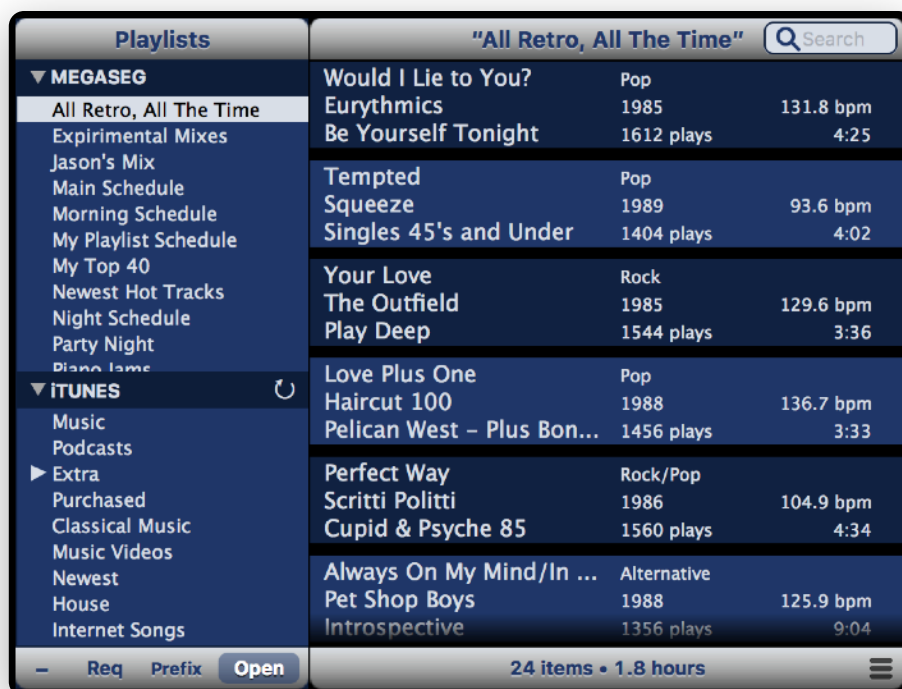 Playlists
MEGASEG
All Retro, All The Time
Expirimental Mixes
Jason's Mix
Main Schedule
Morning Schedule
My Playlist Schedule
My Top 40
Newest Hot Tracks
Night Schedule
Party Night
Piano Jams
iTUNES
Music
Podcasts
Extra
Purchased
Classical Music
Music Videos
Newest
House
Internet Songs
– Req Prefix Open
"All Retro, All The Time" Search
Would I Lie to You? Pop
Eurythmics 1985 131.8 bpm
Be Yourself Tonight 1612 plays 4:25
Tempted Pop
Squeeze 1989 93.6 bpm
Singles 45's and Under 1404 plays 4:02
Your Love Rock
The Outfield 1985 129.6 bpm
Play Deep 1544 plays 3:36
Love Plus One Pop
Haircut 100 1988 136.7 bpm
Pelican West – Plus Bon... 1456 plays 3:33
Perfect Way Rock/Pop
Scritti Politti 1986 104.9 bpm
Cupid & Psyche 85 1560 plays 4:34
Always On My Mind/In ... Alternative
Pet Shop Boys 1988 125.9 bpm
Introspective 1356 plays 9:04
24 items • 1.8 hours